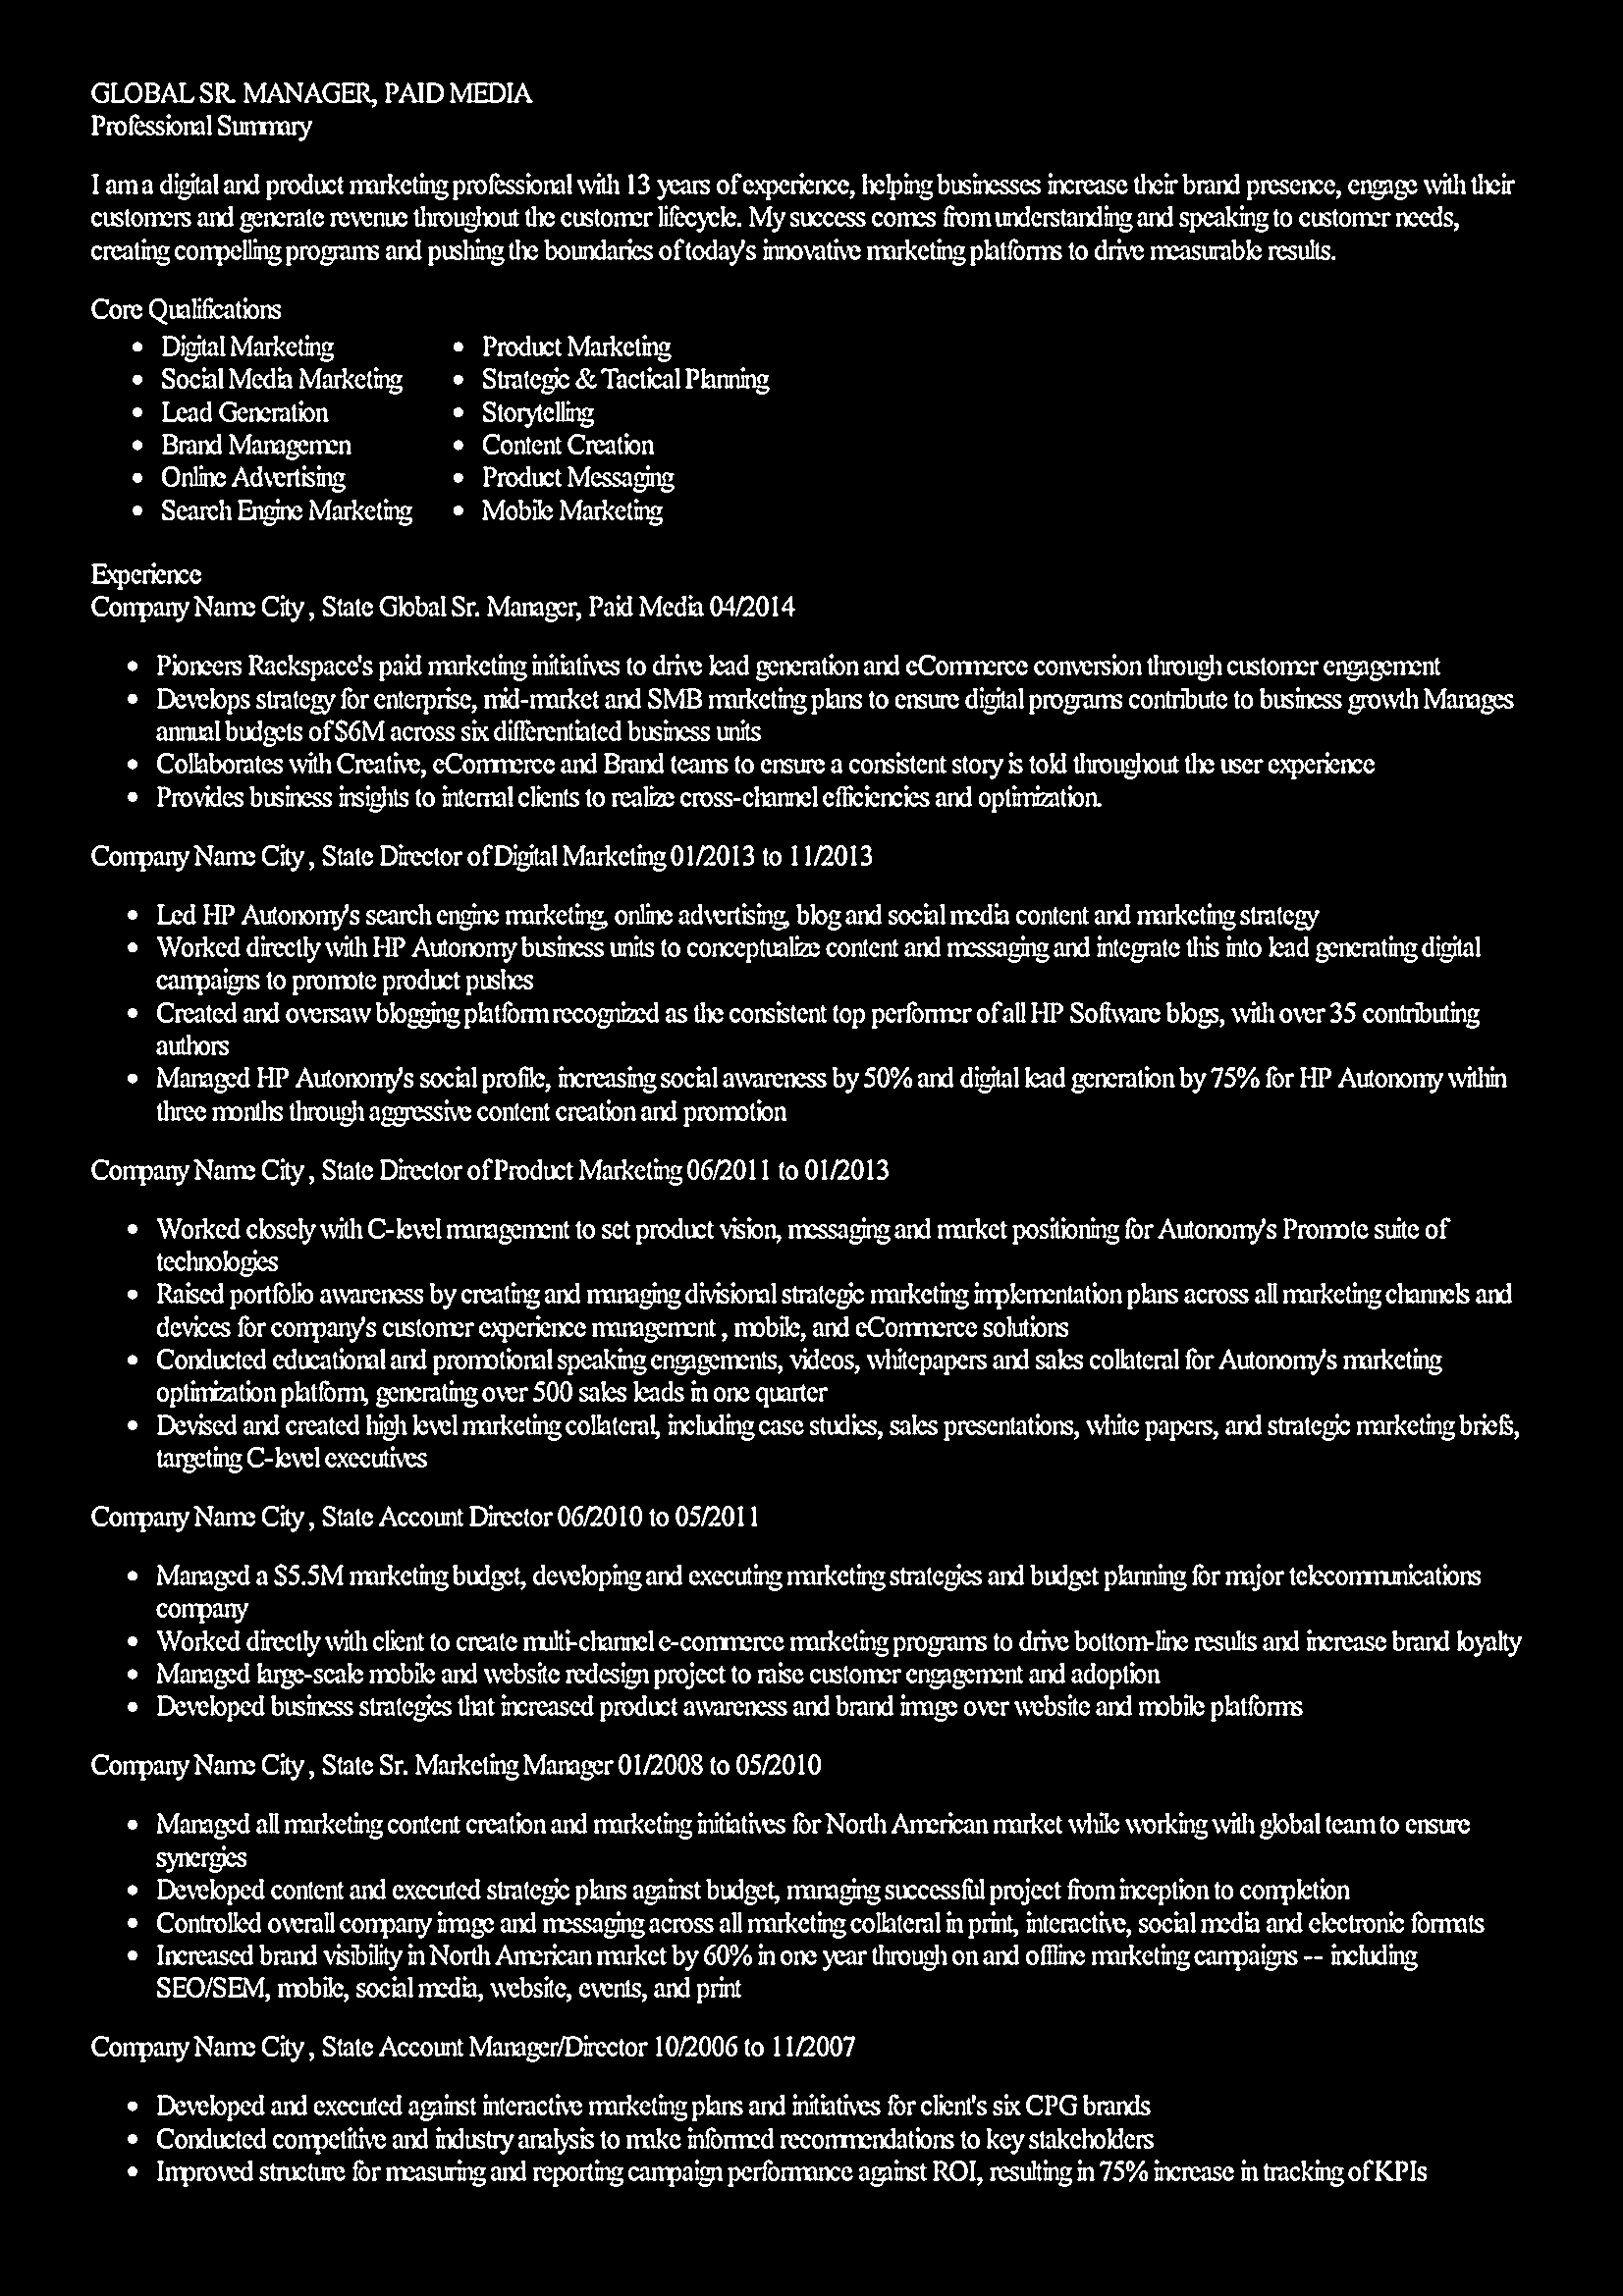 GLOBAL SR. MANAGER, PAID MEDIA
Professional Summary
I am a digital and product marketing professional with 13 years of experience, helping businesses increase their brand presence, engage with their
customers and generate revenue throughout the customer lifecycle. My success comes from understanding and speaking to customer needs,
creating compelling programs and pushing the boundaries of today's innovative marketing platforms to drive measurable results.
Core Qualifications
• Digital Marketing
• Social Media Marketing
• Lead Generation
• Brand Managemen
• Online Advertising
• Search Engine Marketing
• Product Marketing
• Strategic & Tactical Planning
• Storytelling
• Content Creation
• Product Messaging
• Mobile Marketing
Experience
Company Name City , State Global Sr. Manager, Paid Media 04/2014
• Pioneers Rackspace's paid marketing initiatives to drive lead generation and eCommerce conversion through customer engagement
• Develops strategy for enterprise, mid-market and SMB marketing plans to ensure digital programs contribute to business growth Manages
annual budgets of $6M across six differentiated business units
• Collaborates with Creative, eCommerce and Brand teams to ensure a consistent story is told throughout the user experience
• Provides business insights to internal clients to realize cross-channel efficiencies and optimization.
Company Name City , State Director of Digital Marketing 01/2013 to 11/2013
• Led HP Autonomy's search engine marketing, online advertising, blog and social media content and marketing strategy
• Worked directly with HP Autonomy business units to conceptualize content and messaging and integrate this into lead generating digital
campaigns to promote product pushes
• Created and oversaw blogging platform recognized as the consistent top performer of all HP Software blogs, with over 35 contributing
authors
• Managed HP Autonomy's social profile, increasing social awareness by 50% and digital lead generation by 75% for HP Autonomy within
three months through aggressive content creation and promotion
Company Name City , State Director of Product Marketing 06/2011 to 01/2013
• Worked closely with C-level management to set product vision, messaging and market positioning for Autonomy's Promote suite of
technologies
• Raised portfolio awareness by creating and managing divisional strategic marketing implementation plans across all marketing channels and
devices for company's customer experience management , mobile, and eCommerce solutions
• Conducted educational and promotional speaking engagements, videos, whitepapers and sales collateral for Autonomy's marketing
optimization platform, generating over 500 sales leads in one quarter
• Devised and created high level marketing collateral, including case studies, sales presentations, white papers, and strategic marketing briefs,
targeting C-level executives
Company Name City , State Account Director 06/2010 to 05/2011
• Managed a $5.5M marketing budget, developing and executing marketing strategies and budget planning for major telecommunications
company
• Worked directly with client to create multi-channel e-commerce marketing programs to drive bottom-line results and increase brand loyalty
• Managed large-scale mobile and website redesign project to raise customer engagement and adoption
• Developed business strategies that increased product awareness and brand image over website and mobile platforms
Company Name City , State Sr. Marketing Manager 01/2008 to 05/2010
• Managed all marketing content creation and marketing initiatives for North American market while working with global team to ensure
synergies
• Developed content and executed strategic plans against budget, managing successful project from inception to completion
• Controlled overall company image and messaging across all marketing collateral in print, interactive, social media and electronic formats
• Increased brand visibility in North American market by 60% in one year through on and offline marketing campaigns -- including
SEO/SEM, mobile, social media, website, events, and print
Company Name City , State Account Manager/Director 10/2006 to 11/2007
• Developed and executed against interactive marketing plans and initiatives for client's six CPG brands
• Conducted competitive and industry analysis to make informed recommendations to key stakeholders
• Improved structure for measuring and reporting campaign performance against ROI, resulting in 75% increase in tracking of KPIs